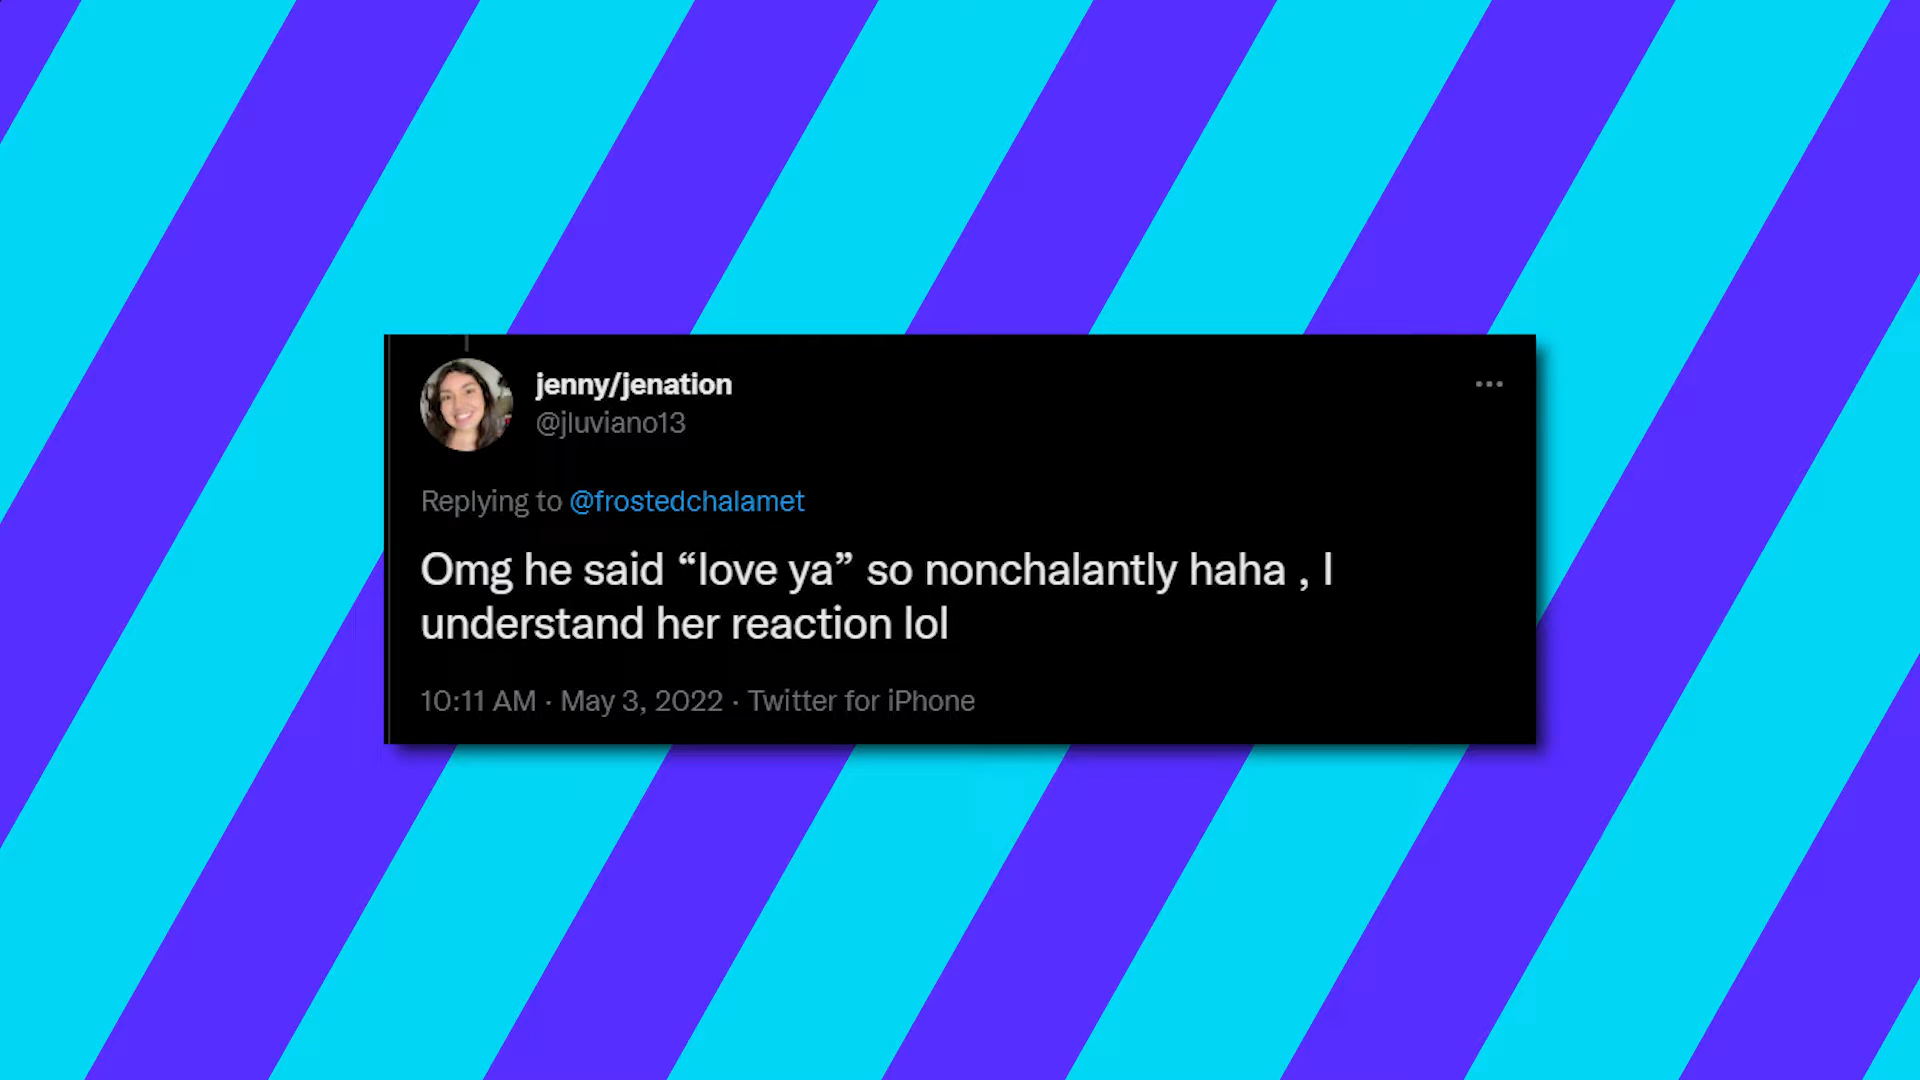 jenny/jenation
@jluviano13
Replying to @frostedchalamet
Omg he said “love ya” so nonchalantly haha , I
understand her reaction lol
10:11 AM · May 3, 2022 · Twitter for iPhone